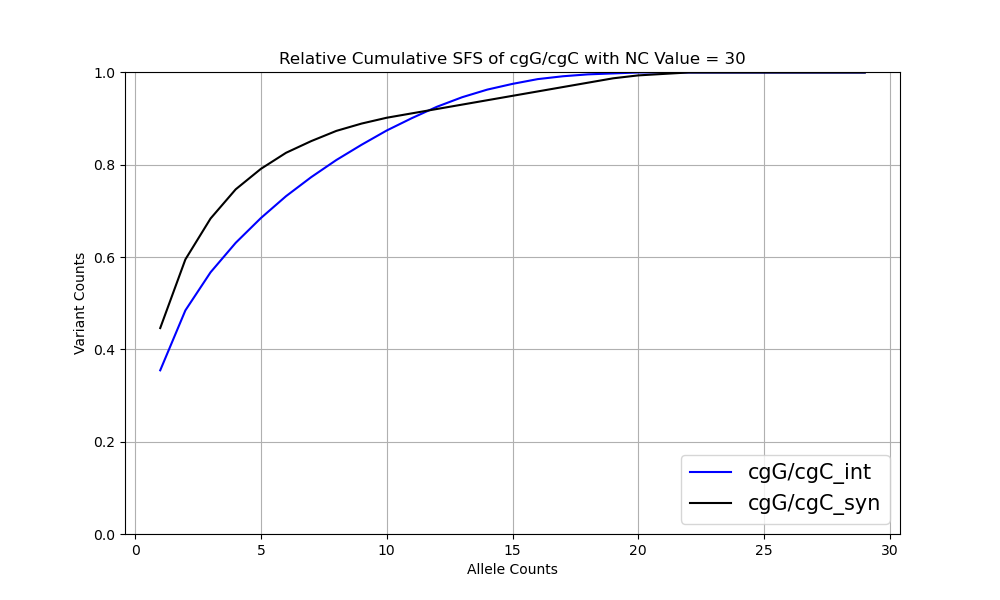 Relative Cumulative SFS of cgG/cgC with NC Value = 30
1.0
0.8
0.6
0.4
0.2
0.0
Variant Counts
cgG/cgC_int
cgG/cgC_syn
0 5 10 15 20 25 30
Allele Counts